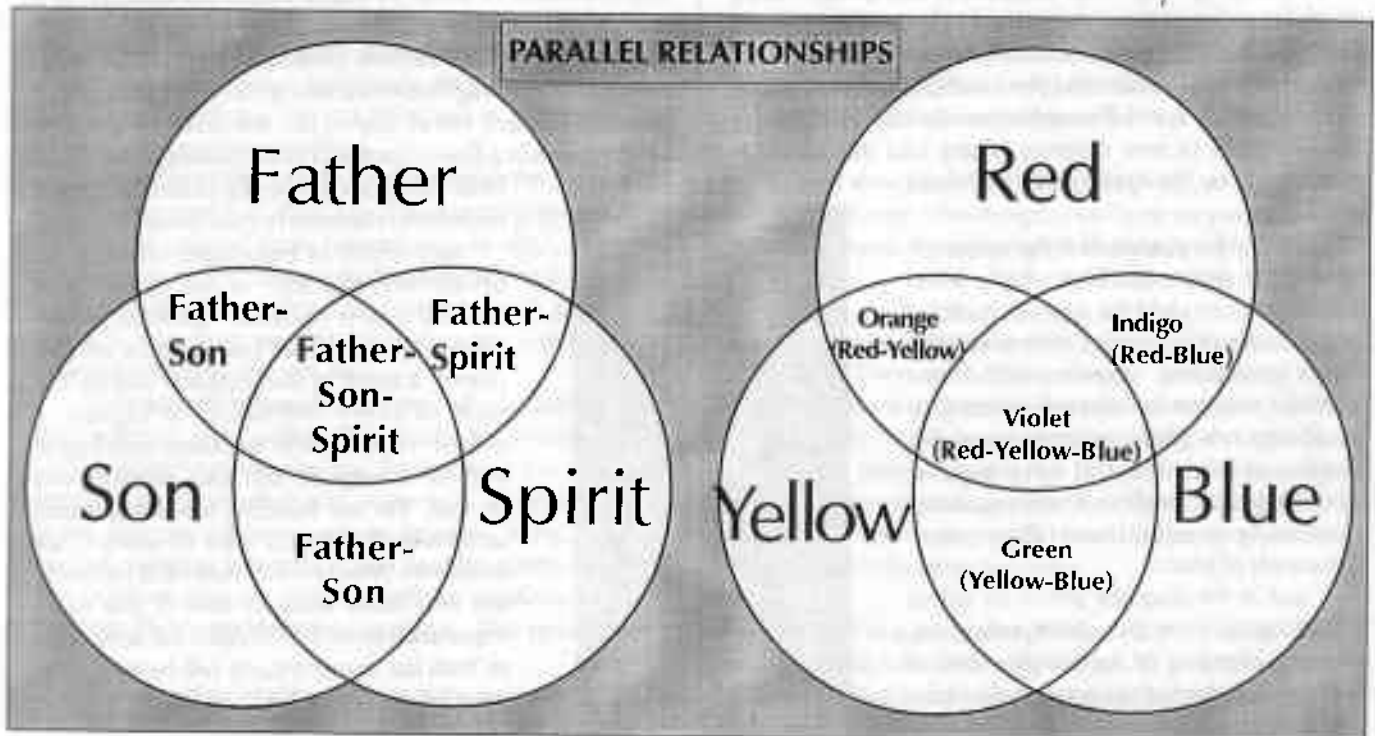 PARALLEL RELATIONSHIPS
Father
Father-
Son
Father-
Spirit
Father-
Son-
Spirit
Son
Spirit
Father-
Son
Red
Orange
(Red-Yellow)
Indigo
(Red-Blue)
Violet
(Red-Yellow-Blue)
Yellow
Blue
Green
(Yellow-Blue)